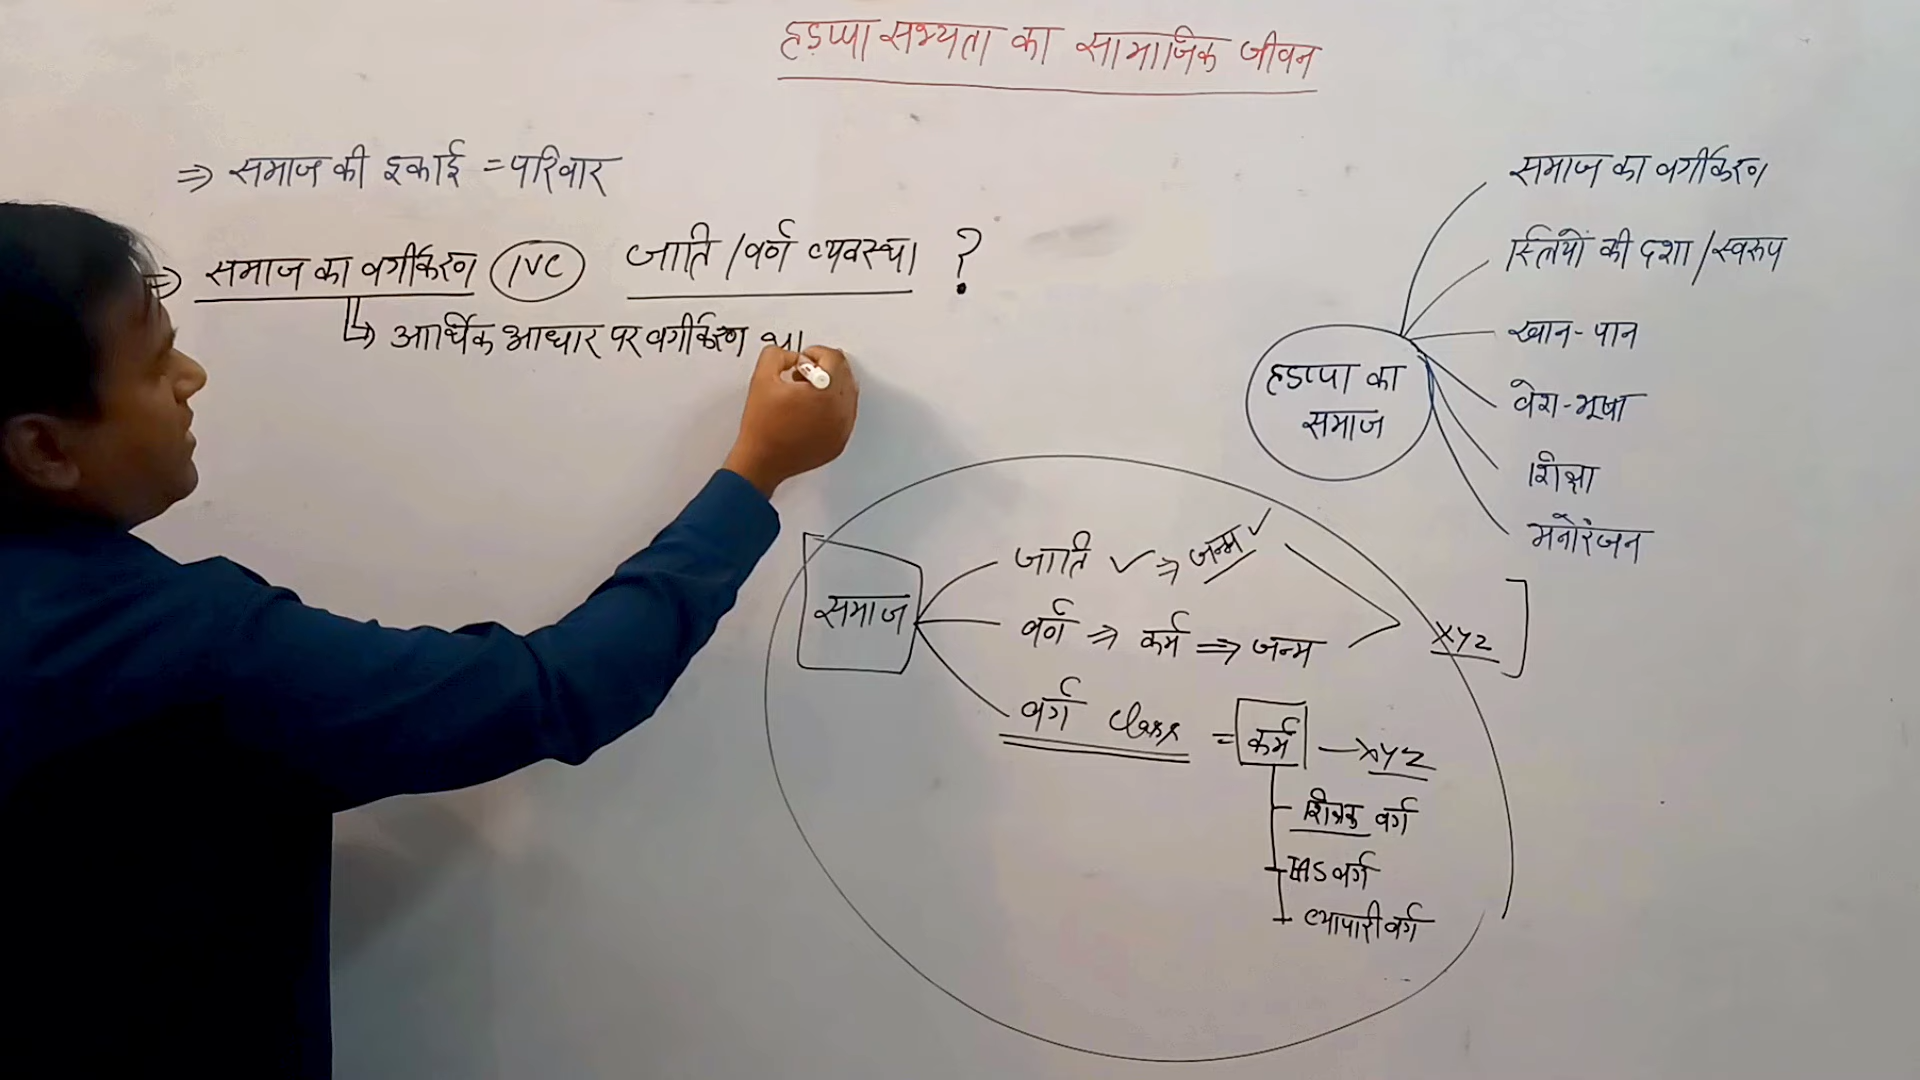 हड़प्पा सभ्यता का सामाजिक जीवन
⇒ समाज की इकाई = परिवार
⇒ समाज का वर्गीकरण IVC जाति / वर्ण व्यवस्था ?
आर्थिक आधार पर वर्गीकरण था
हडप्पा का
समाज
समाज का वर्गीकरण
स्त्रियों की दशा / स्वरूप
खान-पान
वेश-भूषा
शिक्षा
मनोरंजन
समाज
जाति ✓ ⇒ जन्म ✓
वर्ण ⇒ कर्म ⇒ जन्म
XYZ
वर्ग Class = कर्म — XYZ
शिक्षक वर्ग
IAS वर्ग
व्यापारी वर्ग